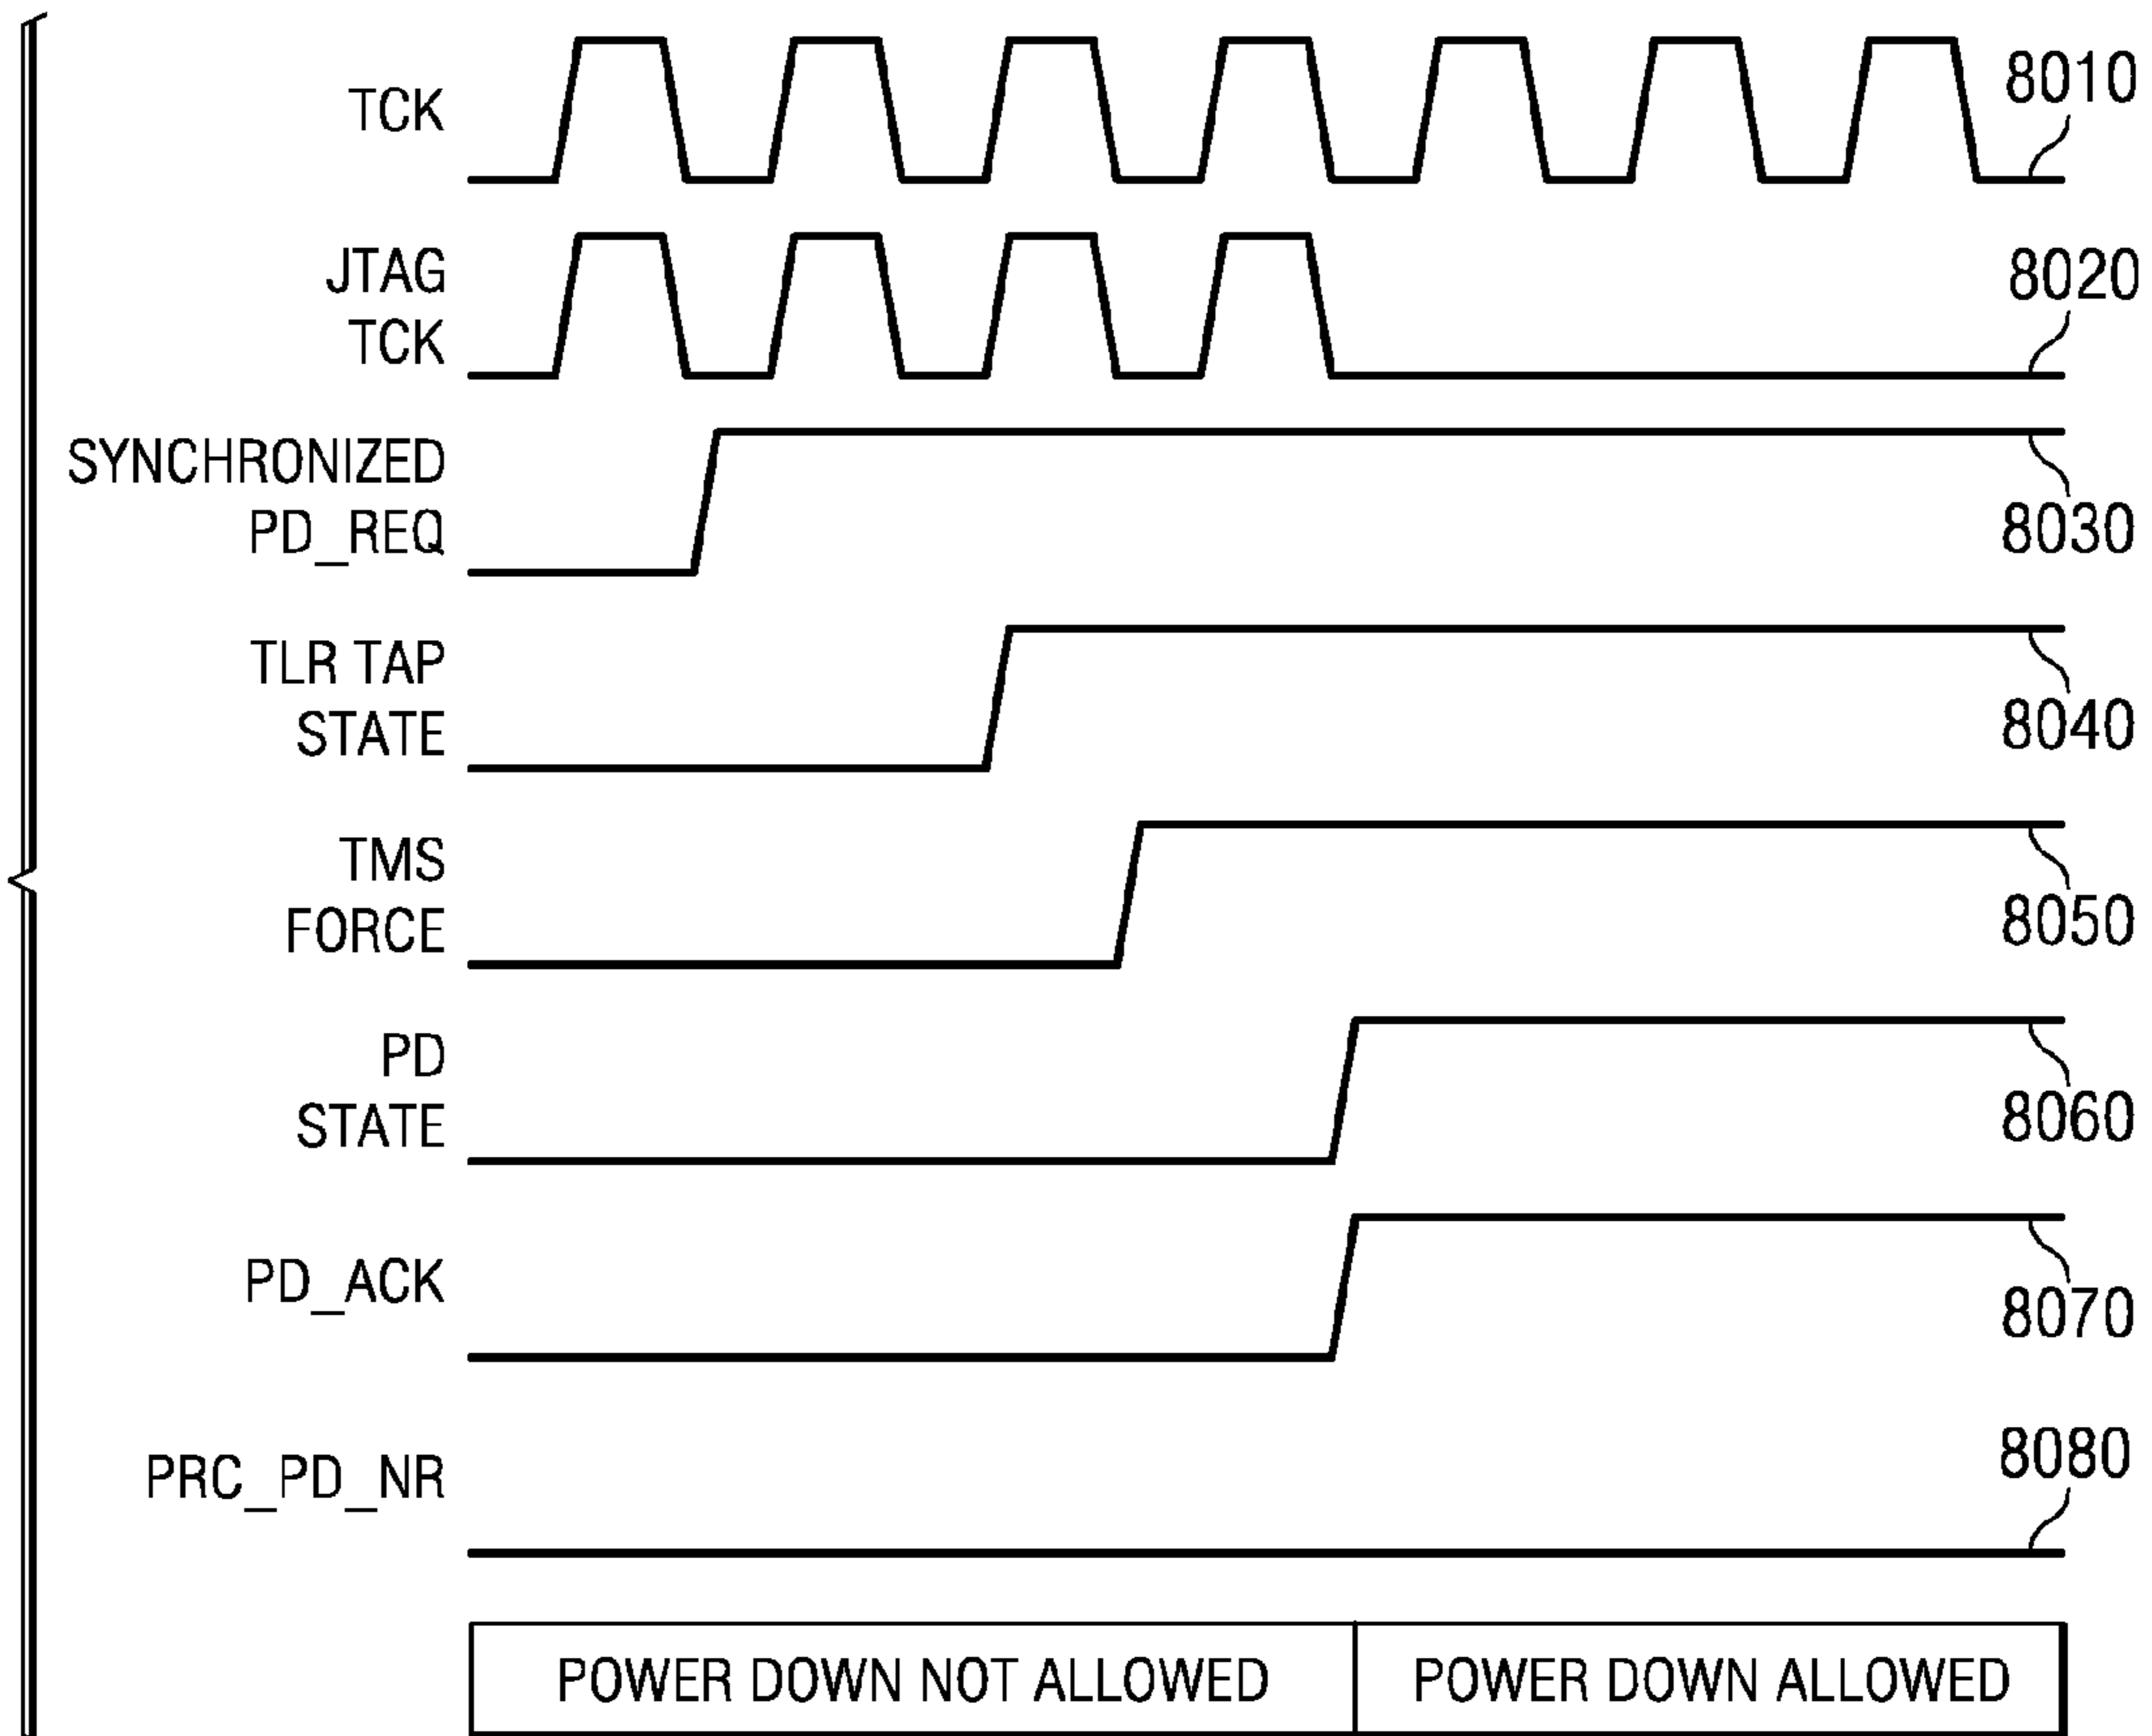 TCK
8010
JTAG
TCK
8020
SYNCHRONIZED
PD_REQ
8030
TLR TAP
STATE
8040
TMS
FORCE
8050
PD
STATE
8060
PD_ACK
8070
PRC_PD_NR
8080
POWER DOWN NOT ALLOWED
POWER DOWN ALLOWED